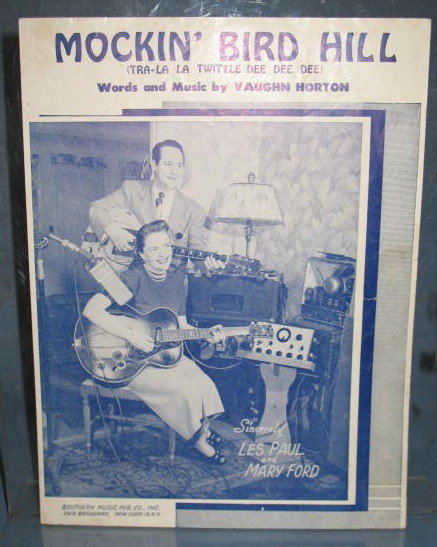 MOCKIN' BIRD HILL
(TRA-LA LA TWITTLE DEE DEE DEE)
Words and Music by VAUGHN HORTON
Sincerely
LES PAUL
and
MARY FORD
SOUTHERN MUSIC PUB. CO., INC.
1619 BROADWAY, NEW YORK 19, N.Y.